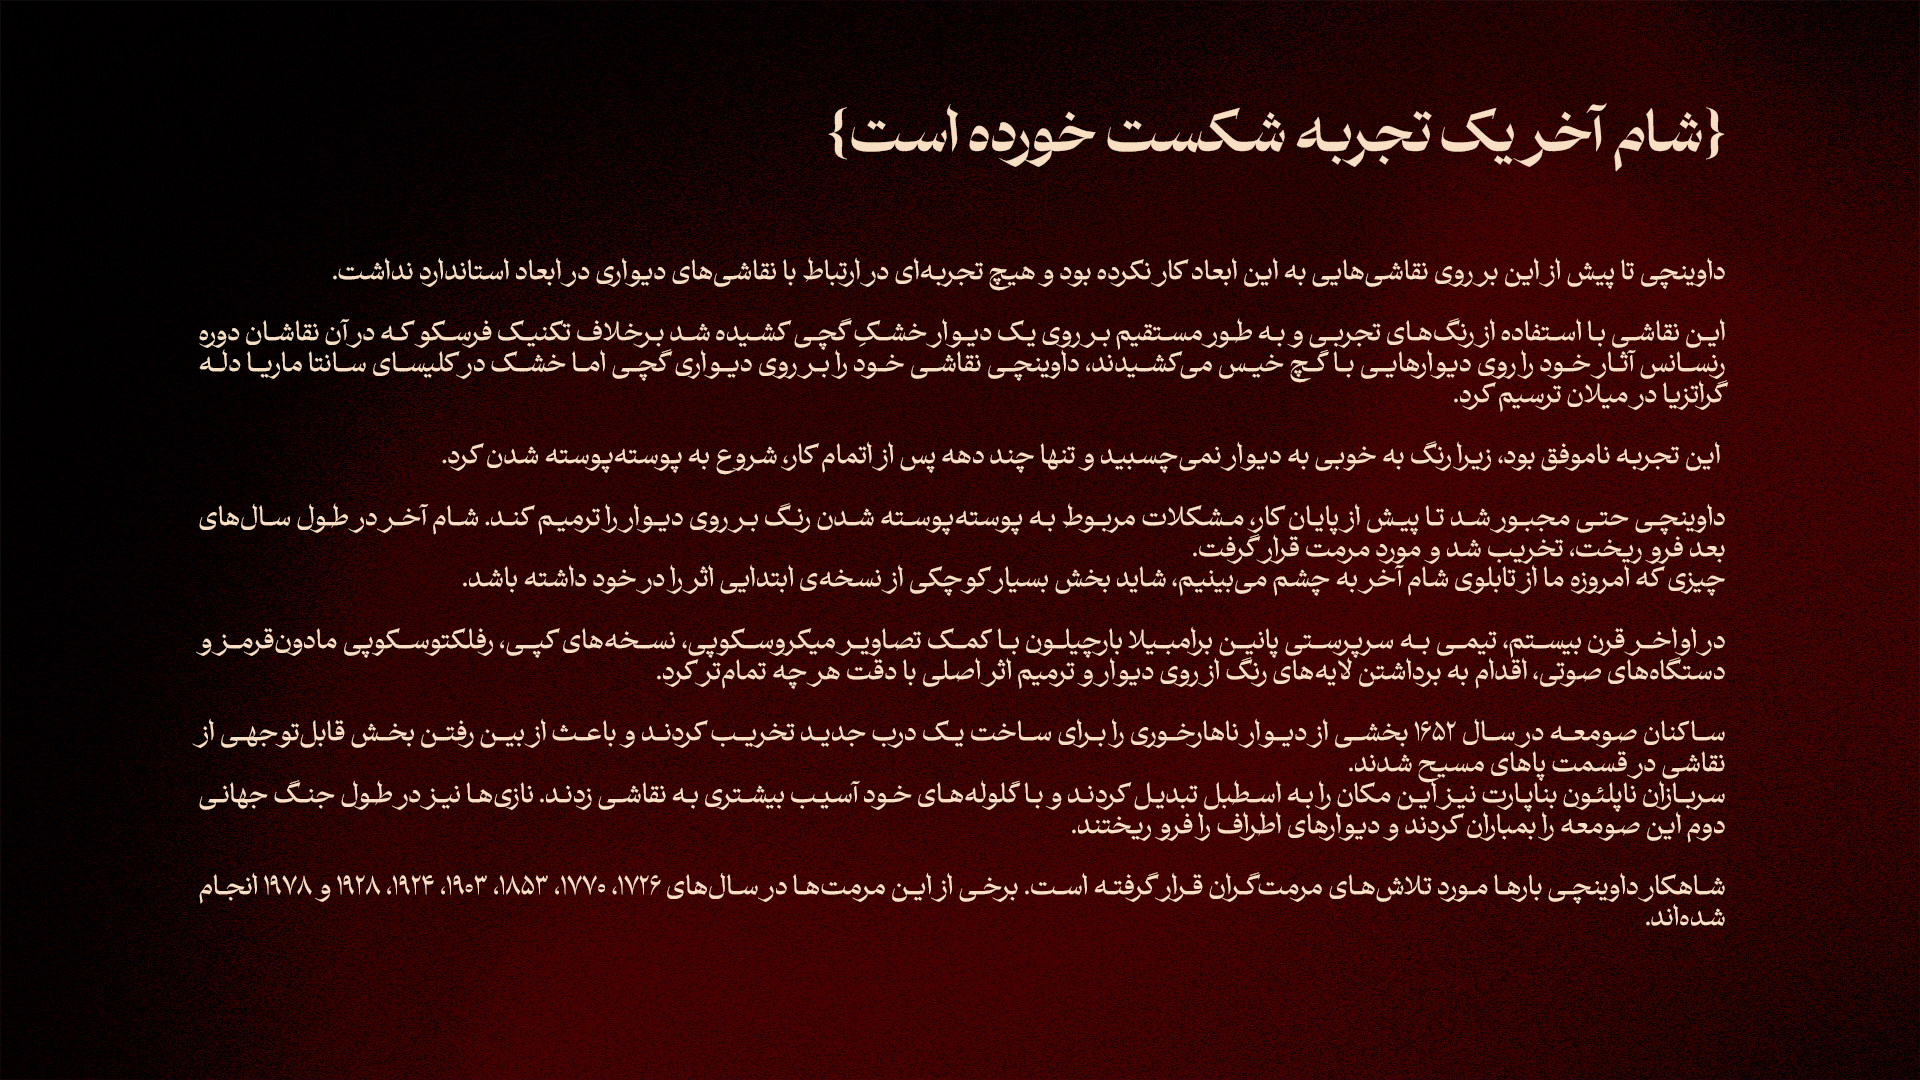 {شام آخر یک تجربه شکست خورده است}
داوینچی تا پیش از این بر روی نقاشی‌هایی به این ابعاد کار نکرده بود و هیچ تجربه‌ای در ارتباط با نقاشی‌های دیواری در ابعاد استاندارد نداشت.
این نقاشی با استفاده از رنگ‌های تجربی و به طور مستقیم بر روی یک دیوار خشکِ گچی کشیده شد برخلاف تکنیک فرسکو که در آن نقاشان دوره
رنسانس آثار خود را روی دیوارهایی با گچ خیس می‌کشیدند، داوینچی نقاشی خود را بر روی دیواری گچی اما خشک در کلیسای سانتا ماریا دله
گراتزیا در میلان ترسیم کرد.
این تجربه ناموفق بود، زیرا رنگ به خوبی به دیوار نمی‌چسبید و تنها چند دهه پس از اتمام کار، شروع به پوسته‌پوسته شدن کرد.
داوینچی حتی مجبور شد تا پیش از پایان کار، مشکلات مربوط به پوسته‌پوسته شدن رنگ بر روی دیوار را ترمیم کند. شام آخر در طول سال‌های
بعد فرو ریخت، تخریب شد و مورد مرمت قرار گرفت.
چیزی که امروزه ما از تابلوی شام آخر به چشم می‌بینیم، شاید بخش بسیار کوچکی از نسخه‌ی ابتدایی اثر را در خود داشته باشد.
در اواخر قرن بیستم، تیمی به سرپرستی پانین برامبیلا بارچیلون با کمک تصاویر میکروسکوپی، نسخه‌های کپی، رفلکتوسکوپی مادون‌قرمز و
دستگاه‌های صوتی، اقدام به برداشتن لایه‌های رنگ از روی دیوار و ترمیم اثر اصلی با دقت هر چه تمام‌تر کرد.
ساکنان صومعه در سال ۱۶۵۲ بخشی از دیوار ناهارخوری را برای ساخت یک درب جدید تخریب کردند و باعث از بین رفتن بخش قابل‌توجهی از
نقاشی در قسمت پاهای مسیح شدند.
سربازان ناپلئون بناپارت نیز این مکان را به اسطبل تبدیل کردند و با گلوله‌های خود آسیب بیشتری به نقاشی زدند. نازی‌ها نیز در طول جنگ جهانی
دوم این صومعه را بمباران کردند و دیوارهای اطراف را فرو ریختند.
شاهکار داوینچی بارها مورد تلاش‌های مرمت‌گران قرار گرفته است. برخی از این مرمت‌ها در سال‌های ۱۷۲۶، ۱۷۷۰، ۱۸۵۳، ۱۹۰۳، ۱۹۲۴، ۱۹۲۸ و ۱۹۷۸ انجام
شده‌اند.